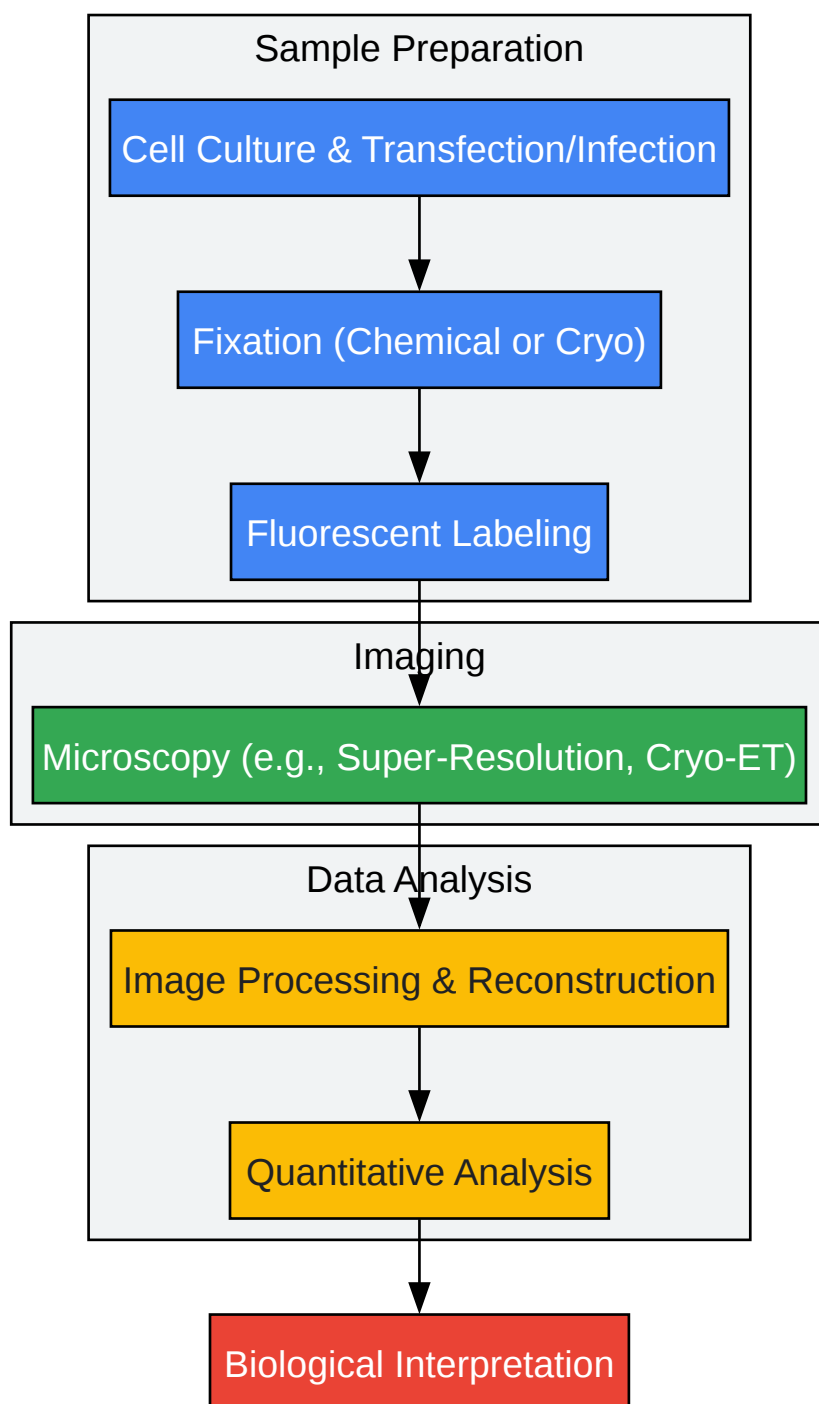 Sample Preparation
Cell Culture & Transfection/Infection
Fixation (Chemical or Cryo)
Fluorescent Labeling
Imaging
Microscopy (e.g., Super-Resolution, Cryo-ET)
Data Analysis
Image Processing & Reconstruction
Quantitative Analysis
Biological Interpretation